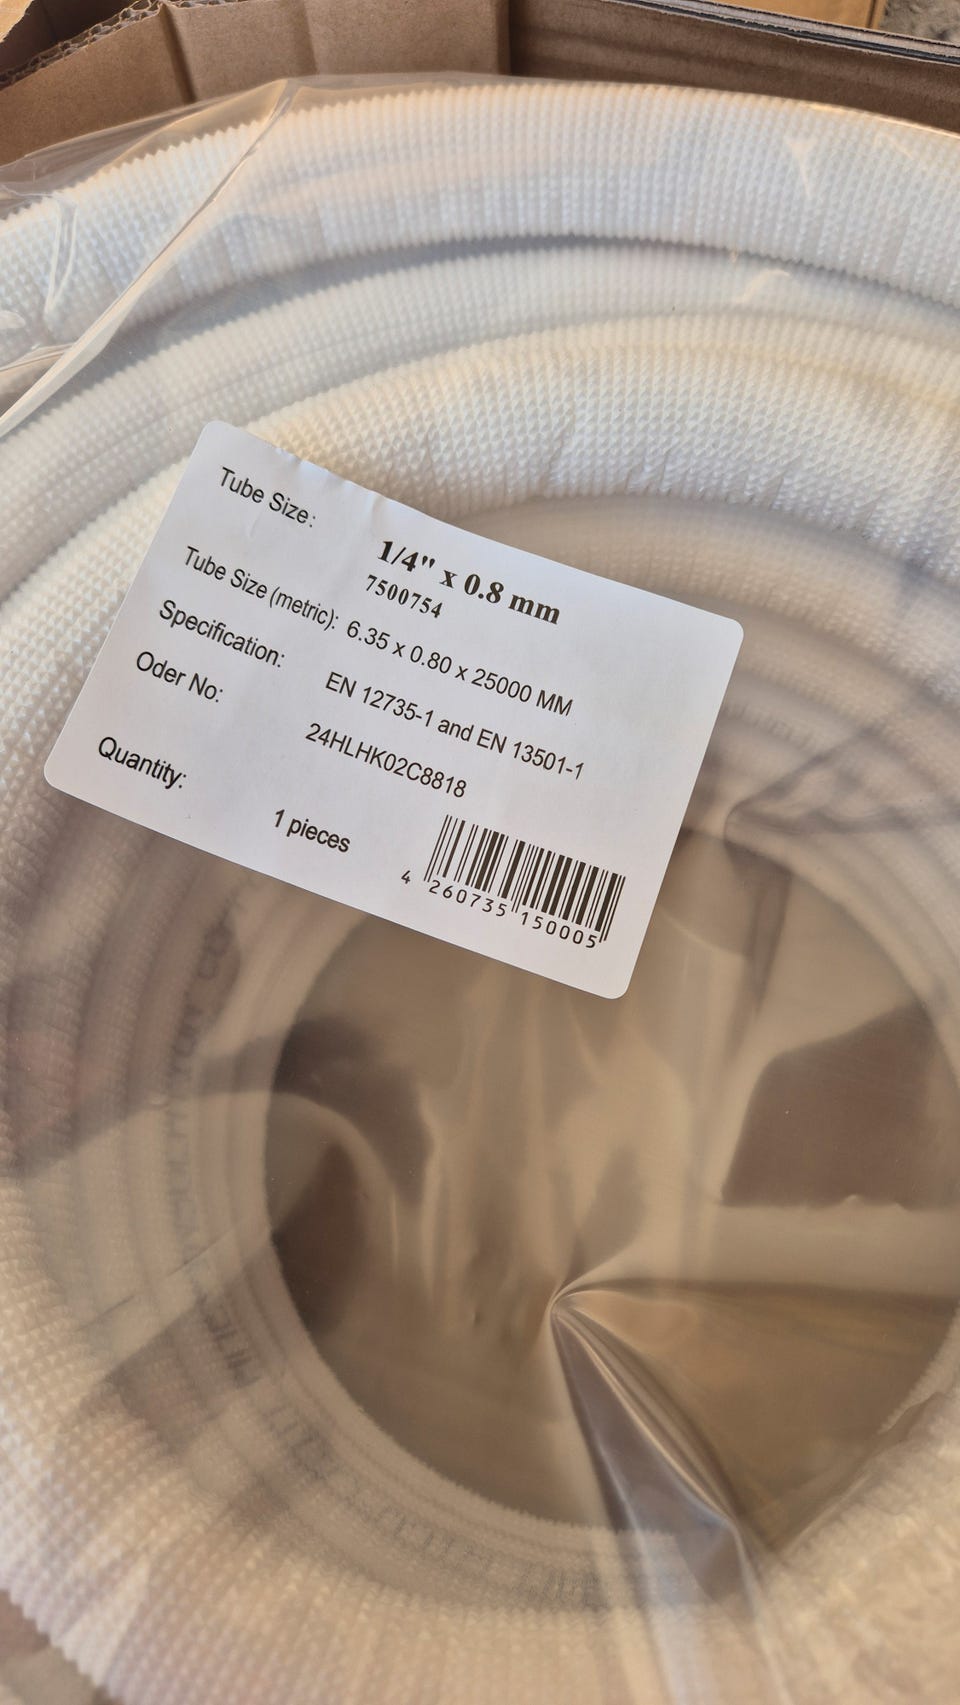 Tube Size:
1/4" x 0.8 mm
7500754
Tube Size (metric): 6.35 x 0.80 x 25000 MM
Specification: EN 12735-1 and EN 13501-1
Oder No: 24HLHK02C8818
Quantity: 1 pieces
4 260735 150005